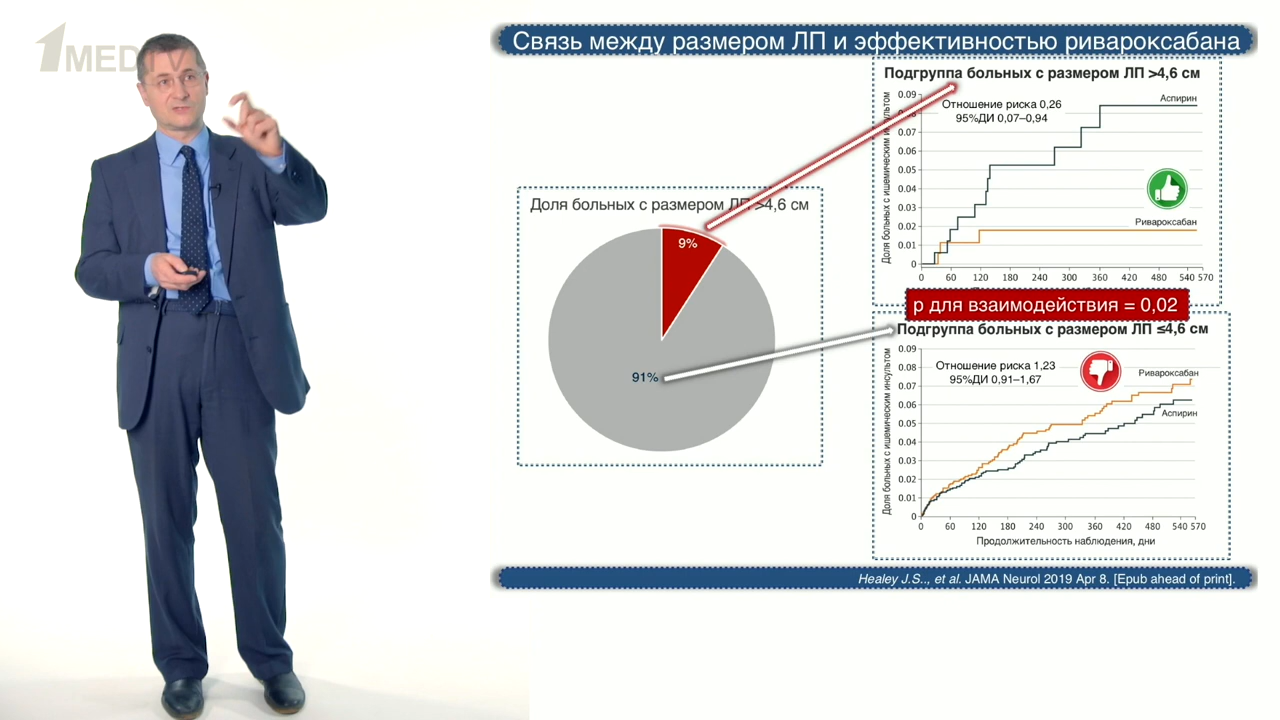 1MED.TV
Связь между размером ЛП и эффективностью ривароксабана
Доля больных с размером ЛП >4,6 см
9%
91%
Подгруппа больных с размером ЛП >4,6 см
Доля больных с ишемическим инсультом
0.09
0.08
0.07
0.06
0.05
0.04
0.03
0.02
0.01
0
Отношение риска 0,26
95%ДИ 0,07–0,94
Аспирин
Ривароксабан
0 60 120 180 240 300 360 420 480 540 570
р для взаимодействия = 0,02
Подгруппа больных с размером ЛП ≤4,6 см
Доля больных с ишемическим инсультом
0.09
0.08
0.07
0.06
0.05
0.04
0.03
0.02
0.01
0
Отношение риска 1,23
95%ДИ 0,91–1,67
Ривароксабан
Аспирин
0 60 120 180 240 300 360 420 480 540 570
Продолжительность наблюдения, дни
Healey J.S.., et al. JAMA Neurol 2019 Apr 8. [Epub ahead of print].